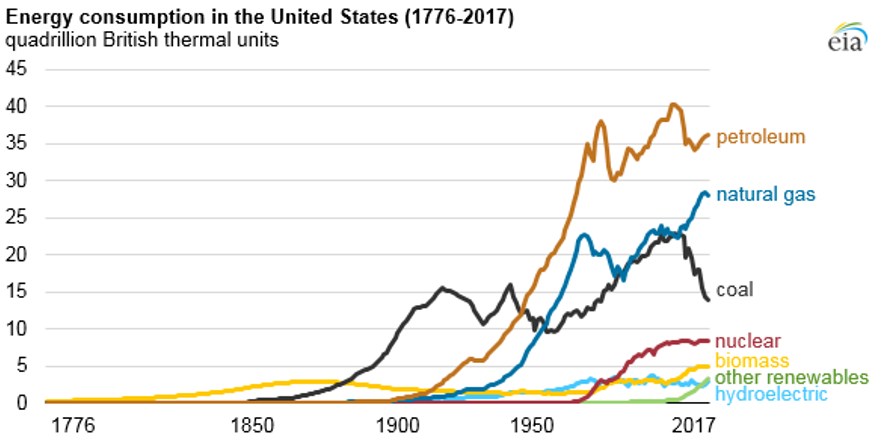 Energy consumption in the United States (1776-2017)
quadrillion British thermal units
eia
45
40
35
30
25
20
15
10
5
0
petroleum
natural gas
coal
nuclear
biomass
other renewables
hydroelectric
1776
1850
1900
1950
2017